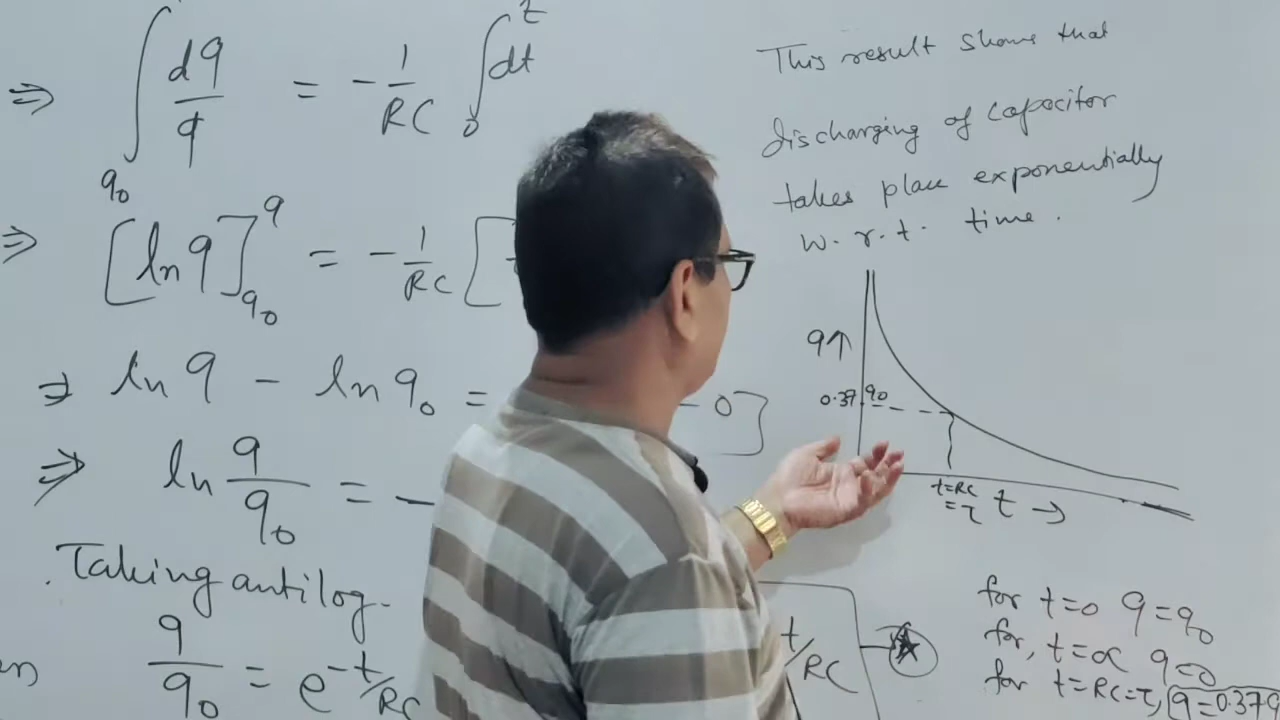 ⇒ ∫ q₀ dq/q = - 1/RC ∫ 0 t dt
⇒ [ln q] q₀ q = - 1/RC [
⇒ ln q - ln q₀ = - 0]
⇒ ln q/q₀ = -
Taking antilog.
q/q₀ = e^-t/RC
t/RC
This result shows that
discharging of capacitor
takes place exponentially
w.r.t. time.
q↑
0.37 q₀
t=RC
=τ
t →
for t=0 q=q₀
for, t=∝ q=0
for t=RC=τ, q=0.37q